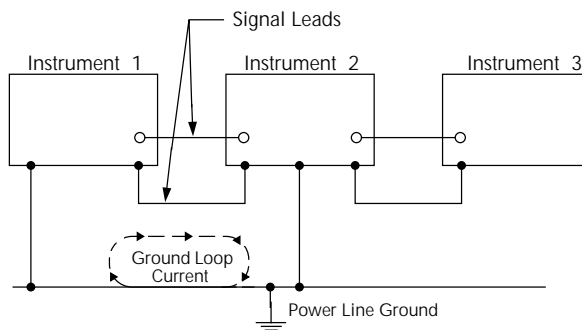 Signal Leads
Instrument 1
Instrument 2
Instrument 3
Ground Loop
Current
Power Line Ground